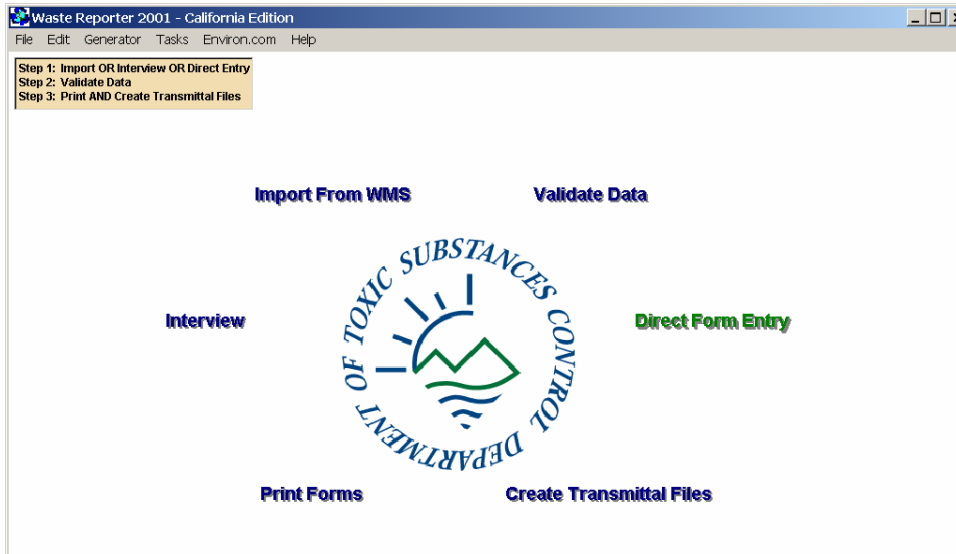 Waste Reporter 2001 - California Edition
File Edit Generator Tasks Environ.com Help
Step 1: Import OR Interview OR Direct Entry
Step 2: Validate Data
Step 3: Print AND Create Transmittal Files
Import From WMS
Validate Data
DEPARTMENT OF TOXIC SUBSTANCES CONTROL
Interview
Direct Form Entry
Print Forms
Create Transmittal Files